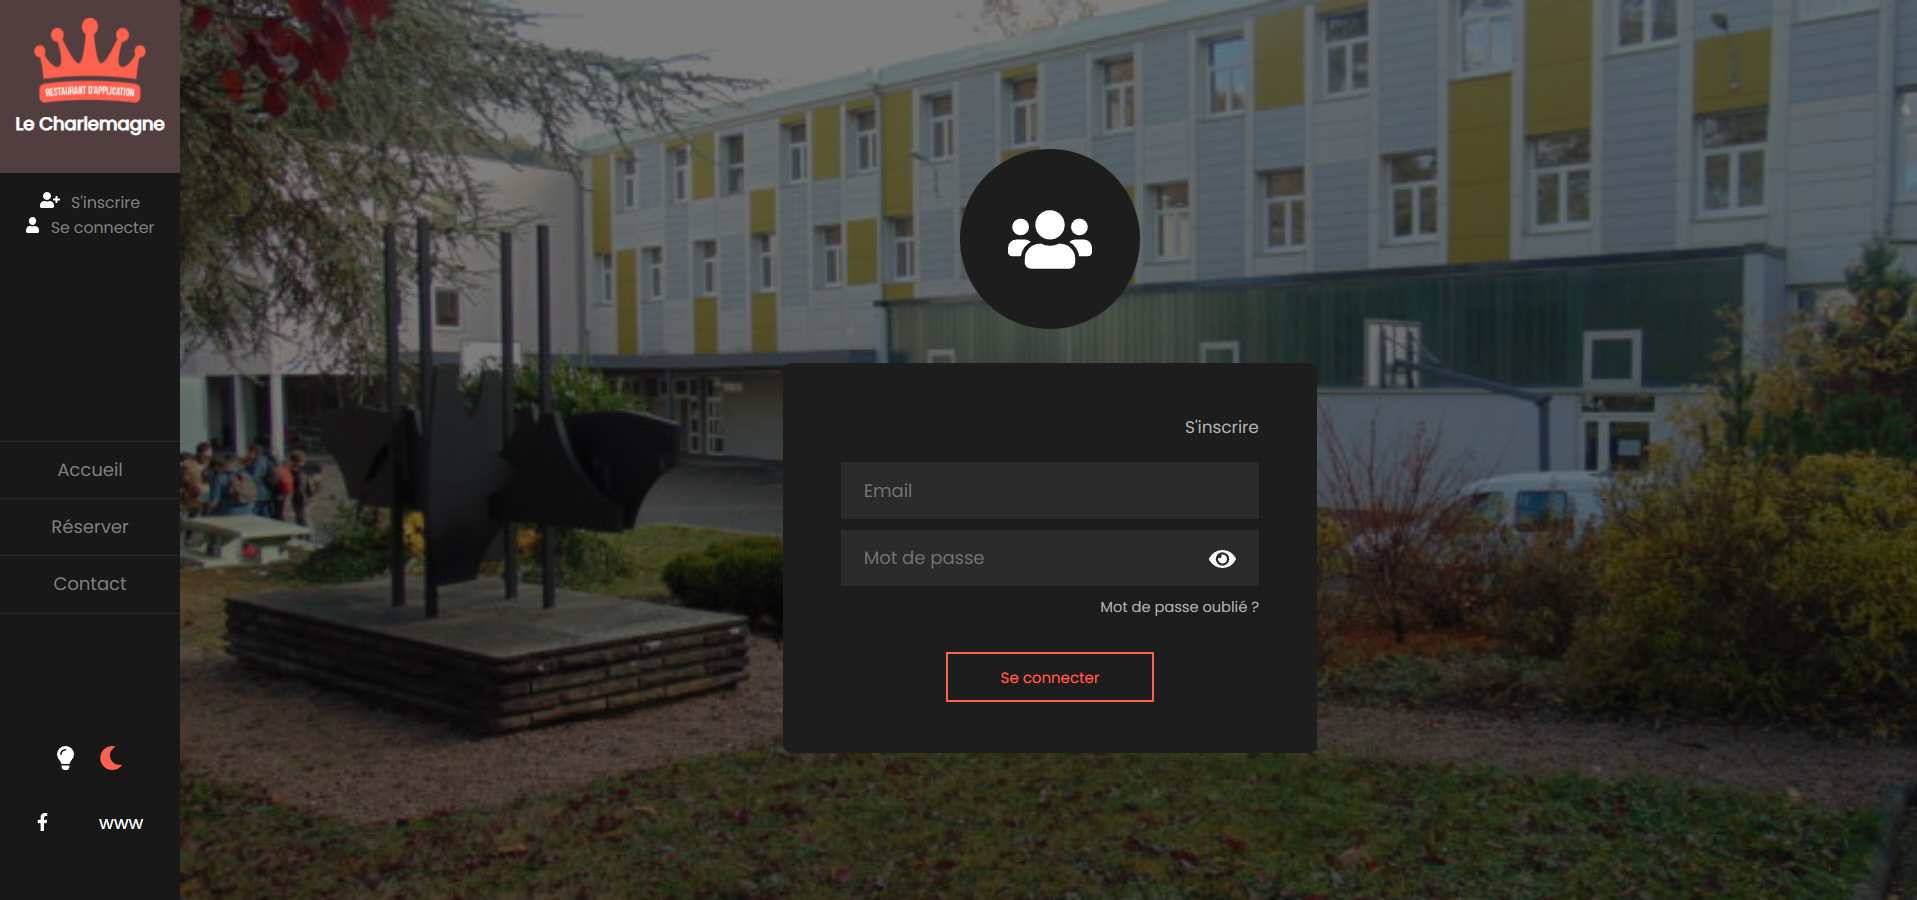 RESTAURANT D'APPLICATION
Le Charlemagne
S'inscrire
Se connecter
Accueil
Réserver
Contact
www
S'inscrire
Email
Mot de passe
Mot de passe oublié ?
Se connecter